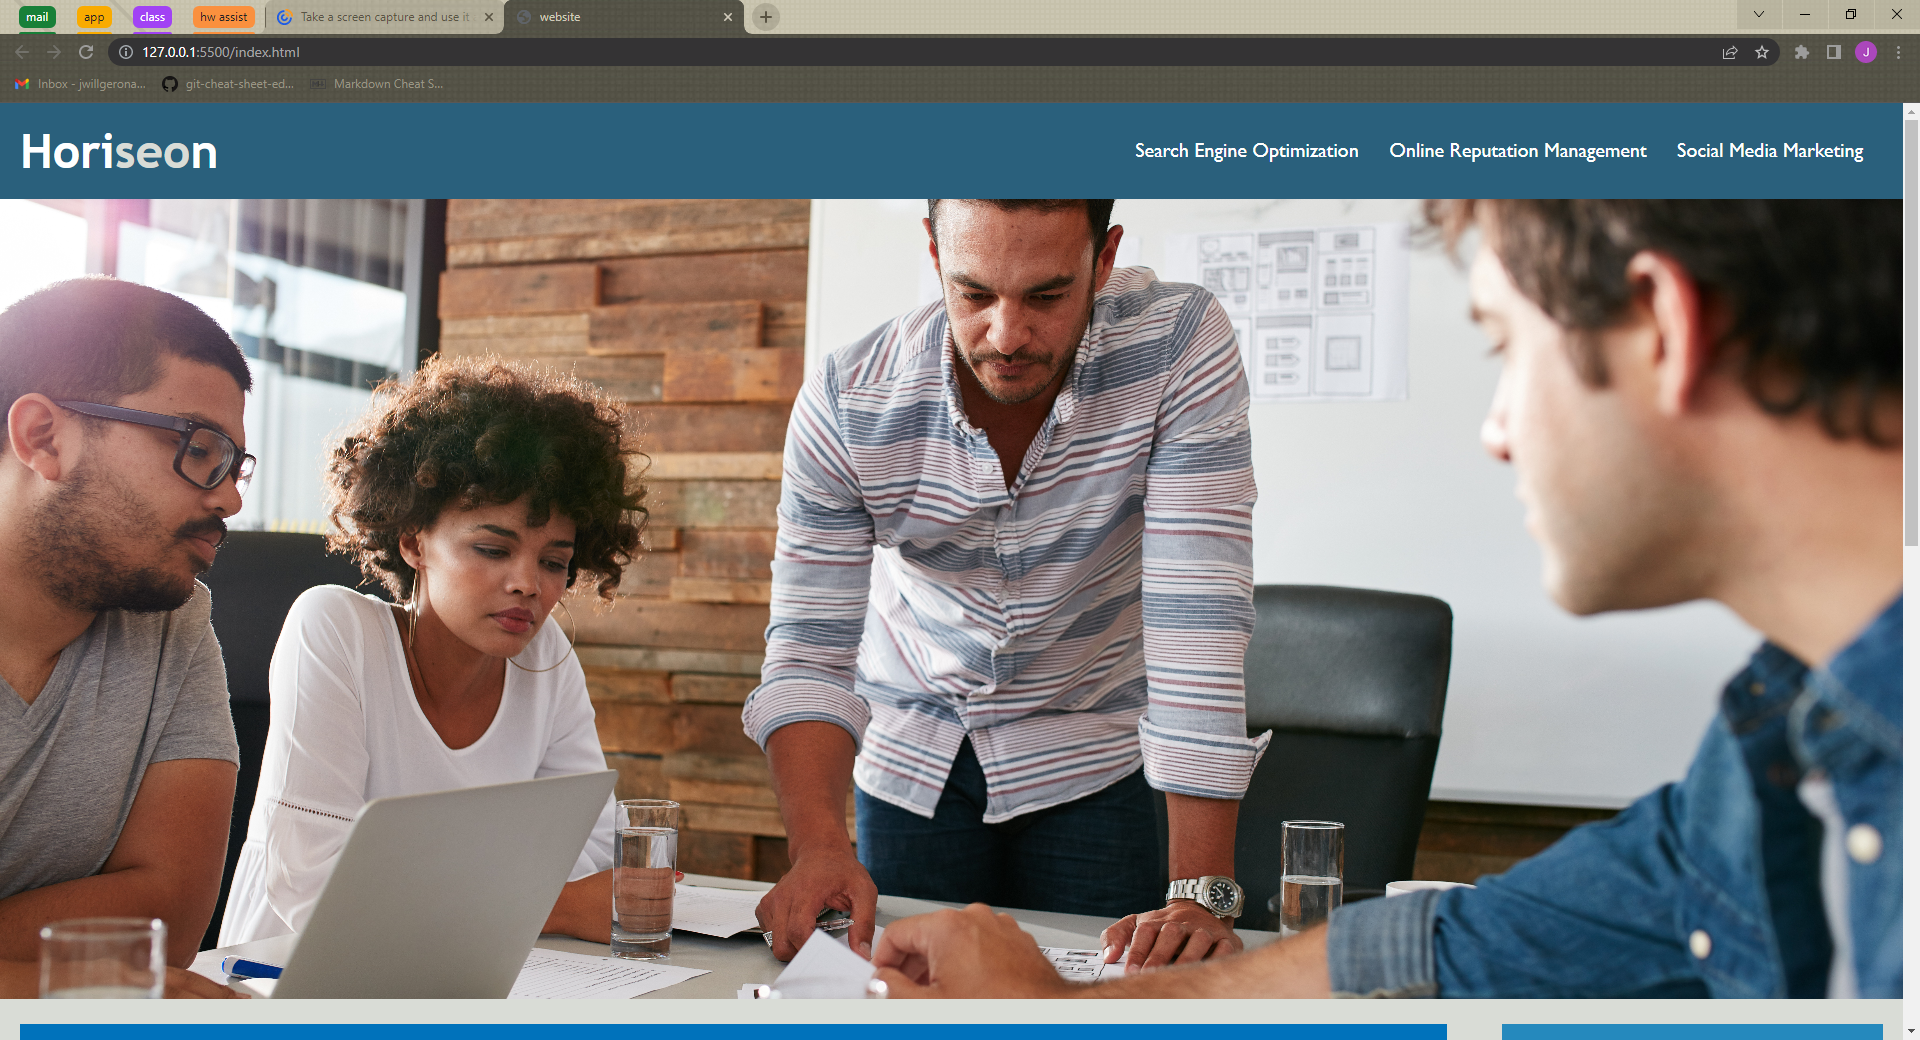 mail
app
class
hw assist
Take a screen capture and use it
website
127.0.0.1:5500/index.html
J
Inbox - jwillgerona...
git-cheat-sheet-ed...
Markdown Cheat S...
Horiseon
Search Engine Optimization
Online Reputation Management
Social Media Marketing